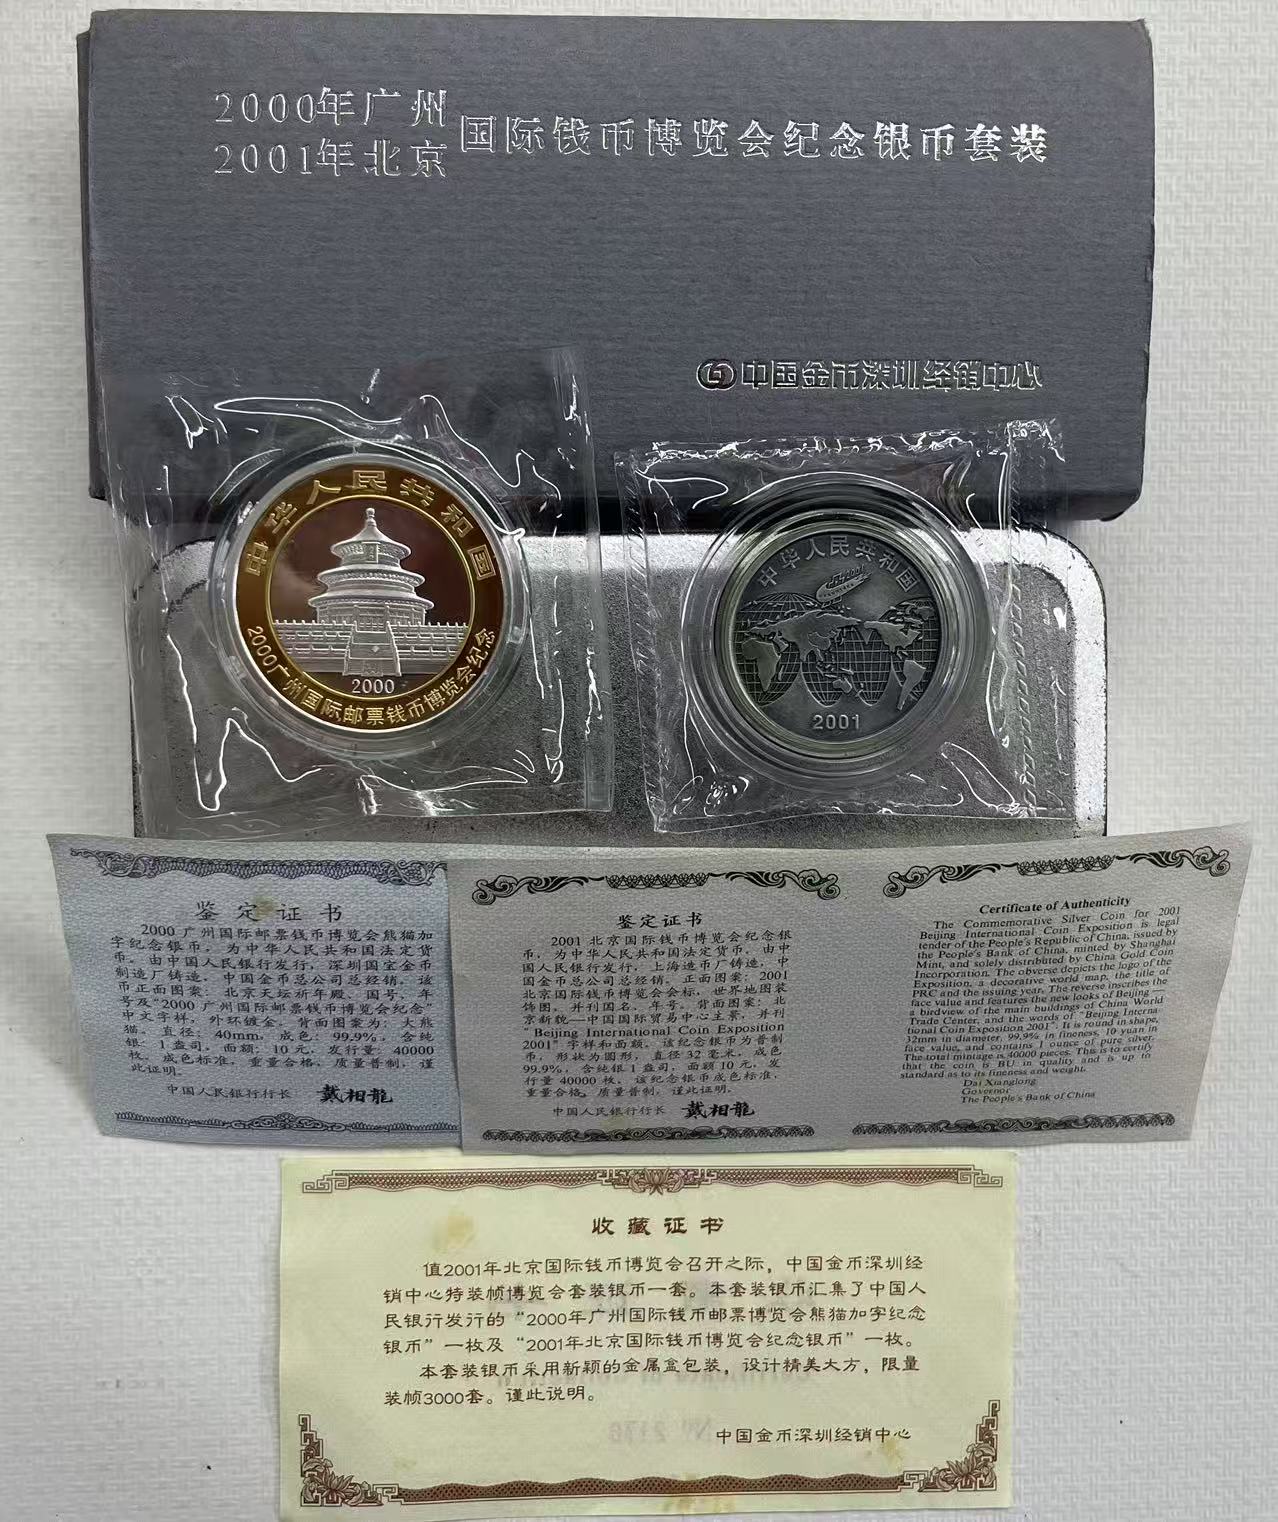 2000年广州
2001年北京
国际钱币博览会纪念银币套装
中国金币深圳经销中心
中华人民共和国
2000
2000广州国际邮票钱币博览会纪念
中华人民共和国
2001
鉴定证书
2000 广州国际邮票钱币博览会熊猫加
字纪念银币，为中华人民共和国法定货
币。由中国人民银行发行，深圳国宝金币
制造厂铸造，中国金币总公司总经销。该
币正面图案：北京天坛祈年殿、国号、年
号及“2000 广州国际邮票钱币博览会纪念”
中文字样，外环镀金。背面图案为：大熊
猫。直径：40mm，成色：99.9%，含纯
银：1 盎司，面额：10元，发行量：40000
枚。成色标准，重量合格，质量普制，谨
此证明。
中国人民银行行长 戴相龍
鉴定证书
2001 北京国际钱币博览会纪念银
币，为中华人民共和国法定货币。由中
国人民银行发行，上海造币厂铸造，中
国金币总公司总经销。正面图案：2001
北京国际钱币博览会会标，世界地图装
饰图，并刊国名、年号。背面图案：北
京新貌—中国国际贸易中心主景，并刊
"Beijing International Coin Exposition
2001" 字样和面额。该纪念银币为普制
币，形状为圆形，直径32毫米，成色
99.9%，含纯银1盎司，面额10元，发
行量40000枚。该纪念银币成色标准，
重量合格，质量普制，谨此证明。
中国人民银行行长 戴相龍
Certificate of Authenticity
The Commemorative Silver Coin for 2001
Beijing International Coin Exposition is legal
tender of the People's Republic of China, issued by
the People's Bank of China, minted by Shanghai
Mint, and solely distributed by China Gold Coin
Incorporation. The obverse depicts the logo of the
Exposition, a decorative world map, the title of
PRC and the issuing year. The reverse inscribes the
face value and features the new looks of Beijing —
a birdview of the main buildings of China World
Trade Center, and the words of "Beijing Interna-
tional Coin Exposition 2001". It is round in shape,
32mm in diameter, 99.9% in fineness, 10 yuan in
face value, and contains 1 ounce of pure silver.
The total mintage is 40000 pieces. This is to certify
that the coin is BU in quality and is up to
standard as to its fineness and weight.
Dai Xianglong
Governor
The People's Bank of China
收藏证书
值2001年北京国际钱币博览会召开之际，中国金币深圳经
销中心特装帧博览会套装银币一套。本套装银币汇集了中国人
民银行发行的“2000年广州国际钱币邮票博览会熊猫加字纪念
银币”一枚及“2001年北京国际钱币博览会纪念银币”一枚。
本套装银币采用新颖的金属盒包装，设计精美大方，限量
装帧3000套。谨此说明。
中国金币深圳经销中心